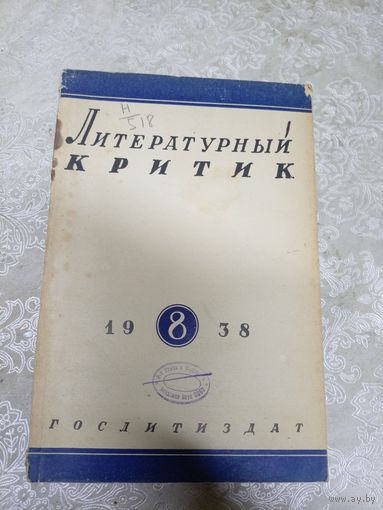 Н
518
ЛИТЕРАТУРНЫЙ
КРИТИК
19 8 38
ГОСЛИТИЗДАТ
www.ay.by